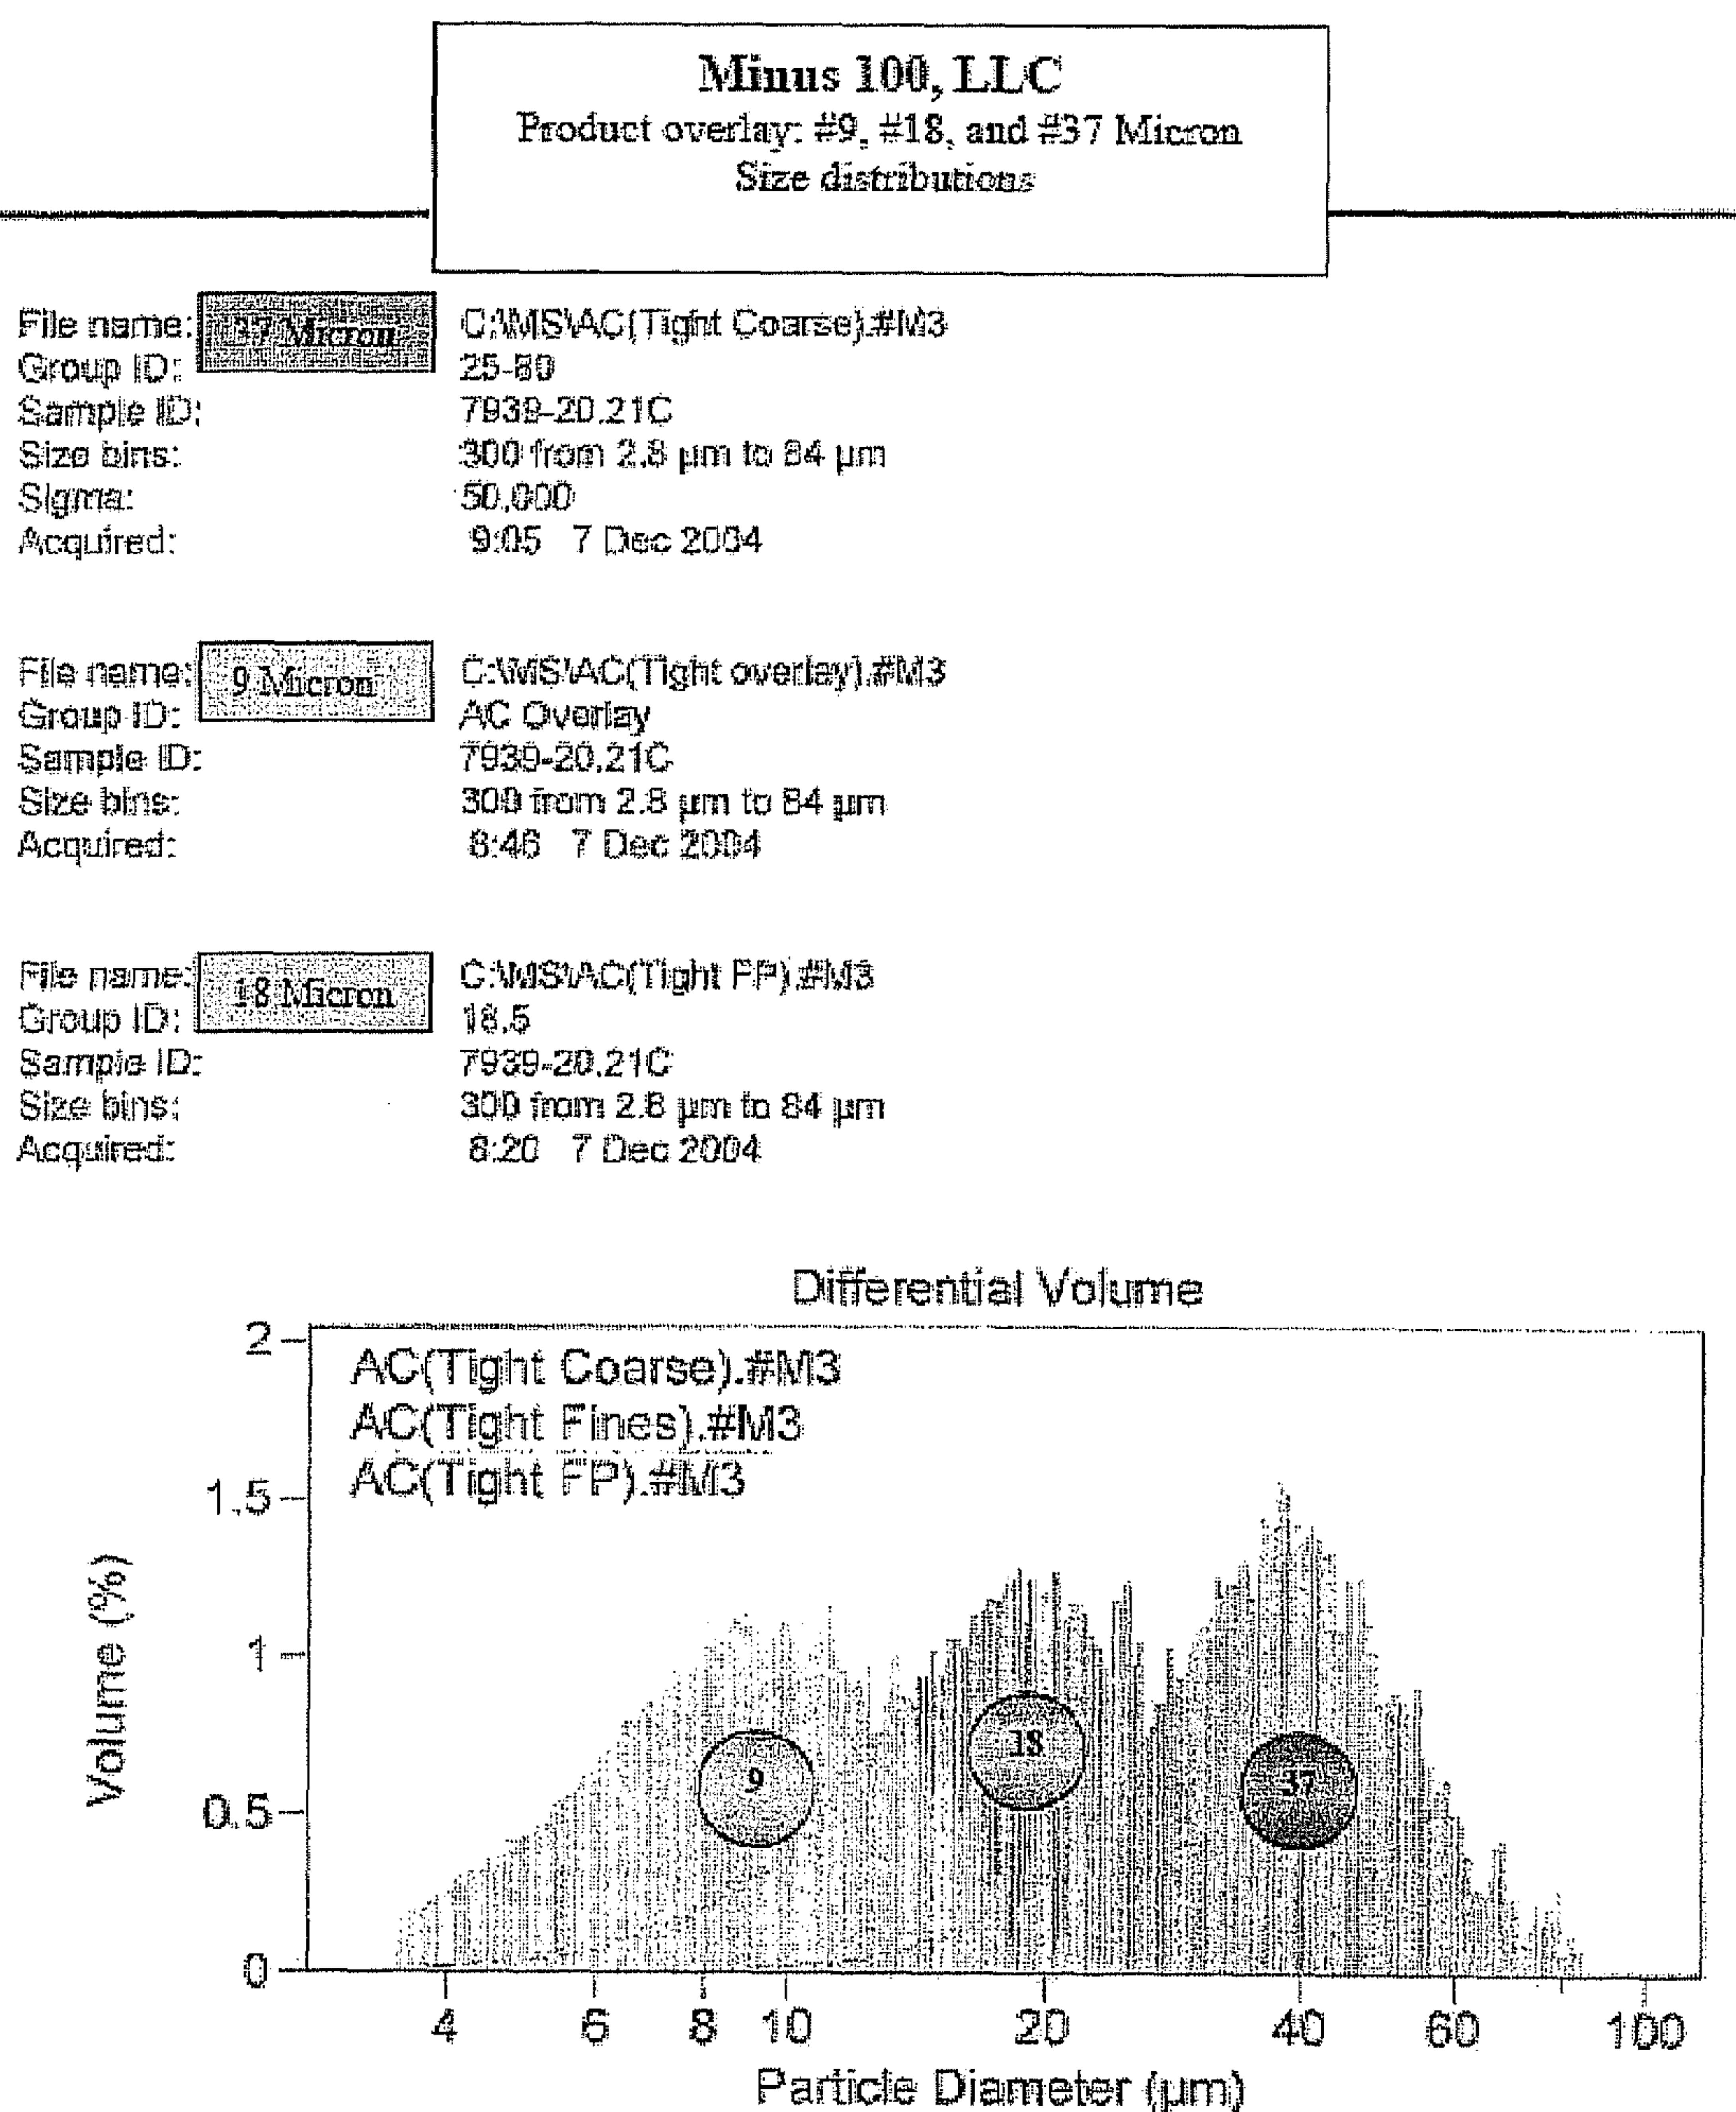 Minus 100, LLC
Product overlay: #9, #18, and #37 Micron
Size distributions
File name: 37 Micron C:\MS\AC(Tight Coarse).#M3
Group ID: 25-80
Sample ID: 7939-20.21C
Size bins: 300 from 2.8 µm to 84 µm
Sigma: 50.000
Acquired: 9:05 7 Dec 2004
File name: 9 Micron C:\MS\AC(Tight overlay).#M3
Group ID: AC Overlay
Sample ID: 7939-20.21C
Size bins: 300 from 2.8 µm to 84 µm
Acquired: 8:46 7 Dec 2004
File name: 18 Micron C:\MS\AC(Tight FP).#M3
Group ID: 18.5
Sample ID: 7939-20.21C
Size bins: 300 from 2.8 µm to 84 µm
Acquired: 8:20 7 Dec 2004
Differential Volume
AC(Tight Coarse).#M3
AC(Tight Fines).#M3
AC(Tight FP).#M3
Volume (%)
2
1.5
1
0.5
0
9
18
37
4 6 8 10 20 40 60 100
Particle Diameter (µm)